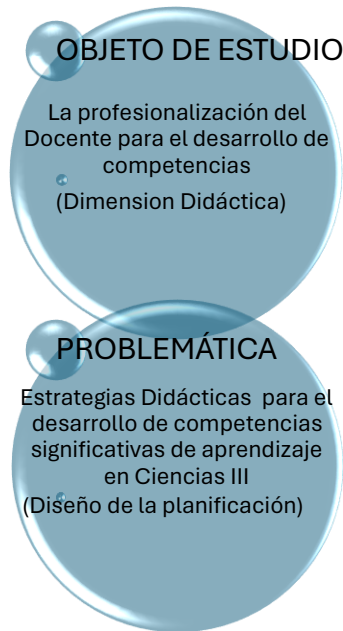 OBJETO DE ESTUDIO
La profesionalización del
Docente para el desarrollo de
competencias
(Dimension Didáctica)
PROBLEMÁTICA
Estrategias Didácticas para el
desarrollo de competencias
significativas de aprendizaje
en Ciencias III
(Diseño de la planificación)